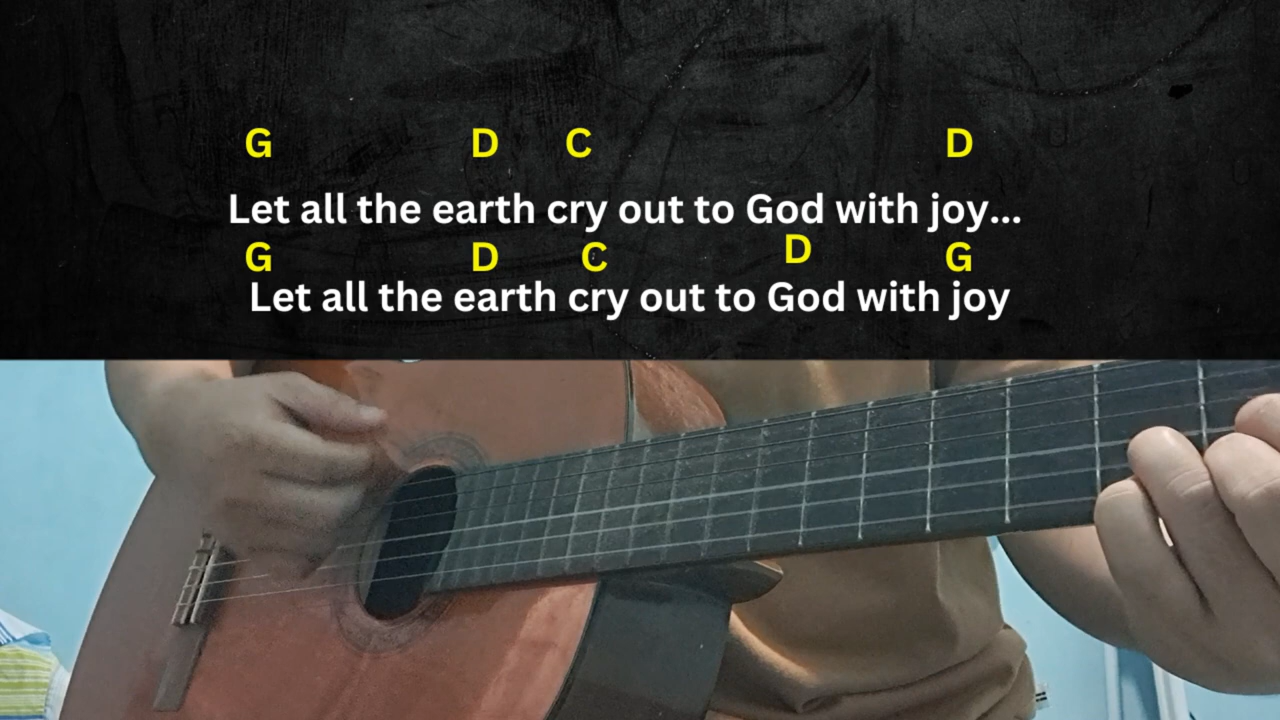 G D C D
Let all the earth cry out to God with joy...
G D C D G
Let all the earth cry out to God with joy